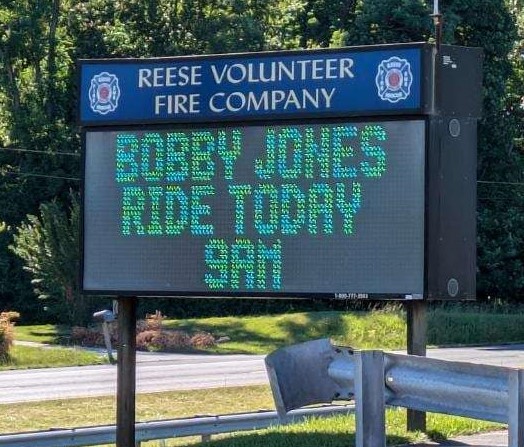 REESE VOLUNTEER
FIRE COMPANY
BOBBY JONES
RIDE TODAY
9AM